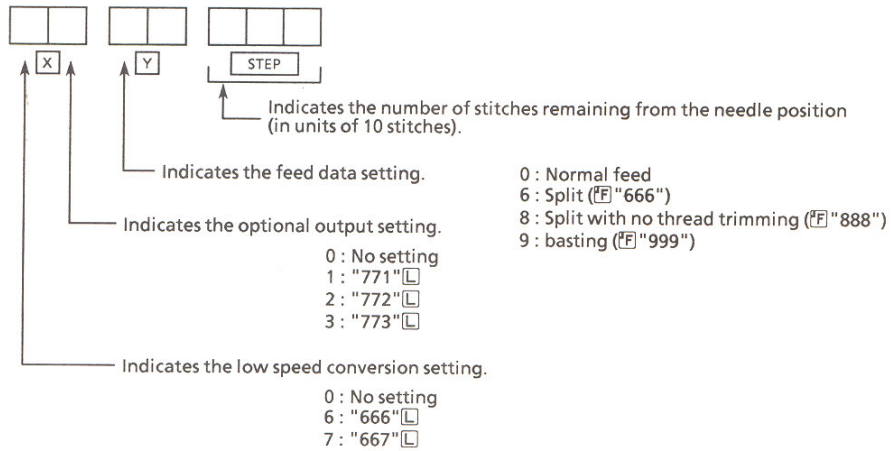 X Y STEP
Indicates the number of stitches remaining from the needle position
(in units of 10 stitches).
Indicates the feed data setting.
0 : Normal feed
6 : Split (F "666")
8 : Split with no thread trimming (F "888")
9 : basting (F "999")
Indicates the optional output setting.
0 : No setting
1 : "771" L
2 : "772" L
3 : "773" L
Indicates the low speed conversion setting.
0 : No setting
6 : "666" L
7 : "667" L